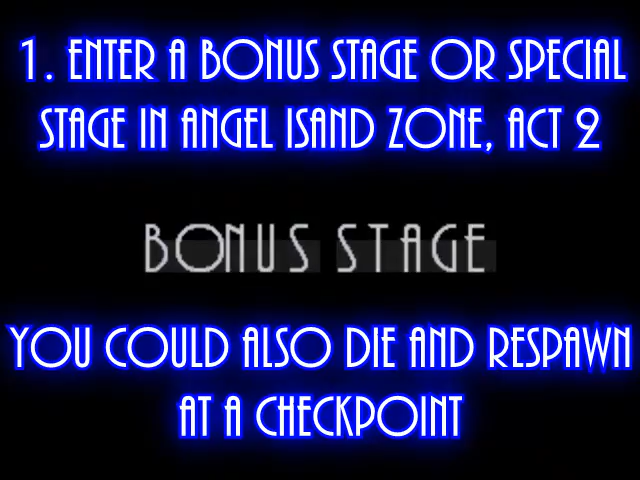 1. ENTER A BONUS STAGE OR SPECIAL
STAGE IN ANGEL ISAND ZONE, ACT 2
BONUS STAGE
YOU COULD ALSO DIE AND RESPAWN
AT A CHECKPOINT